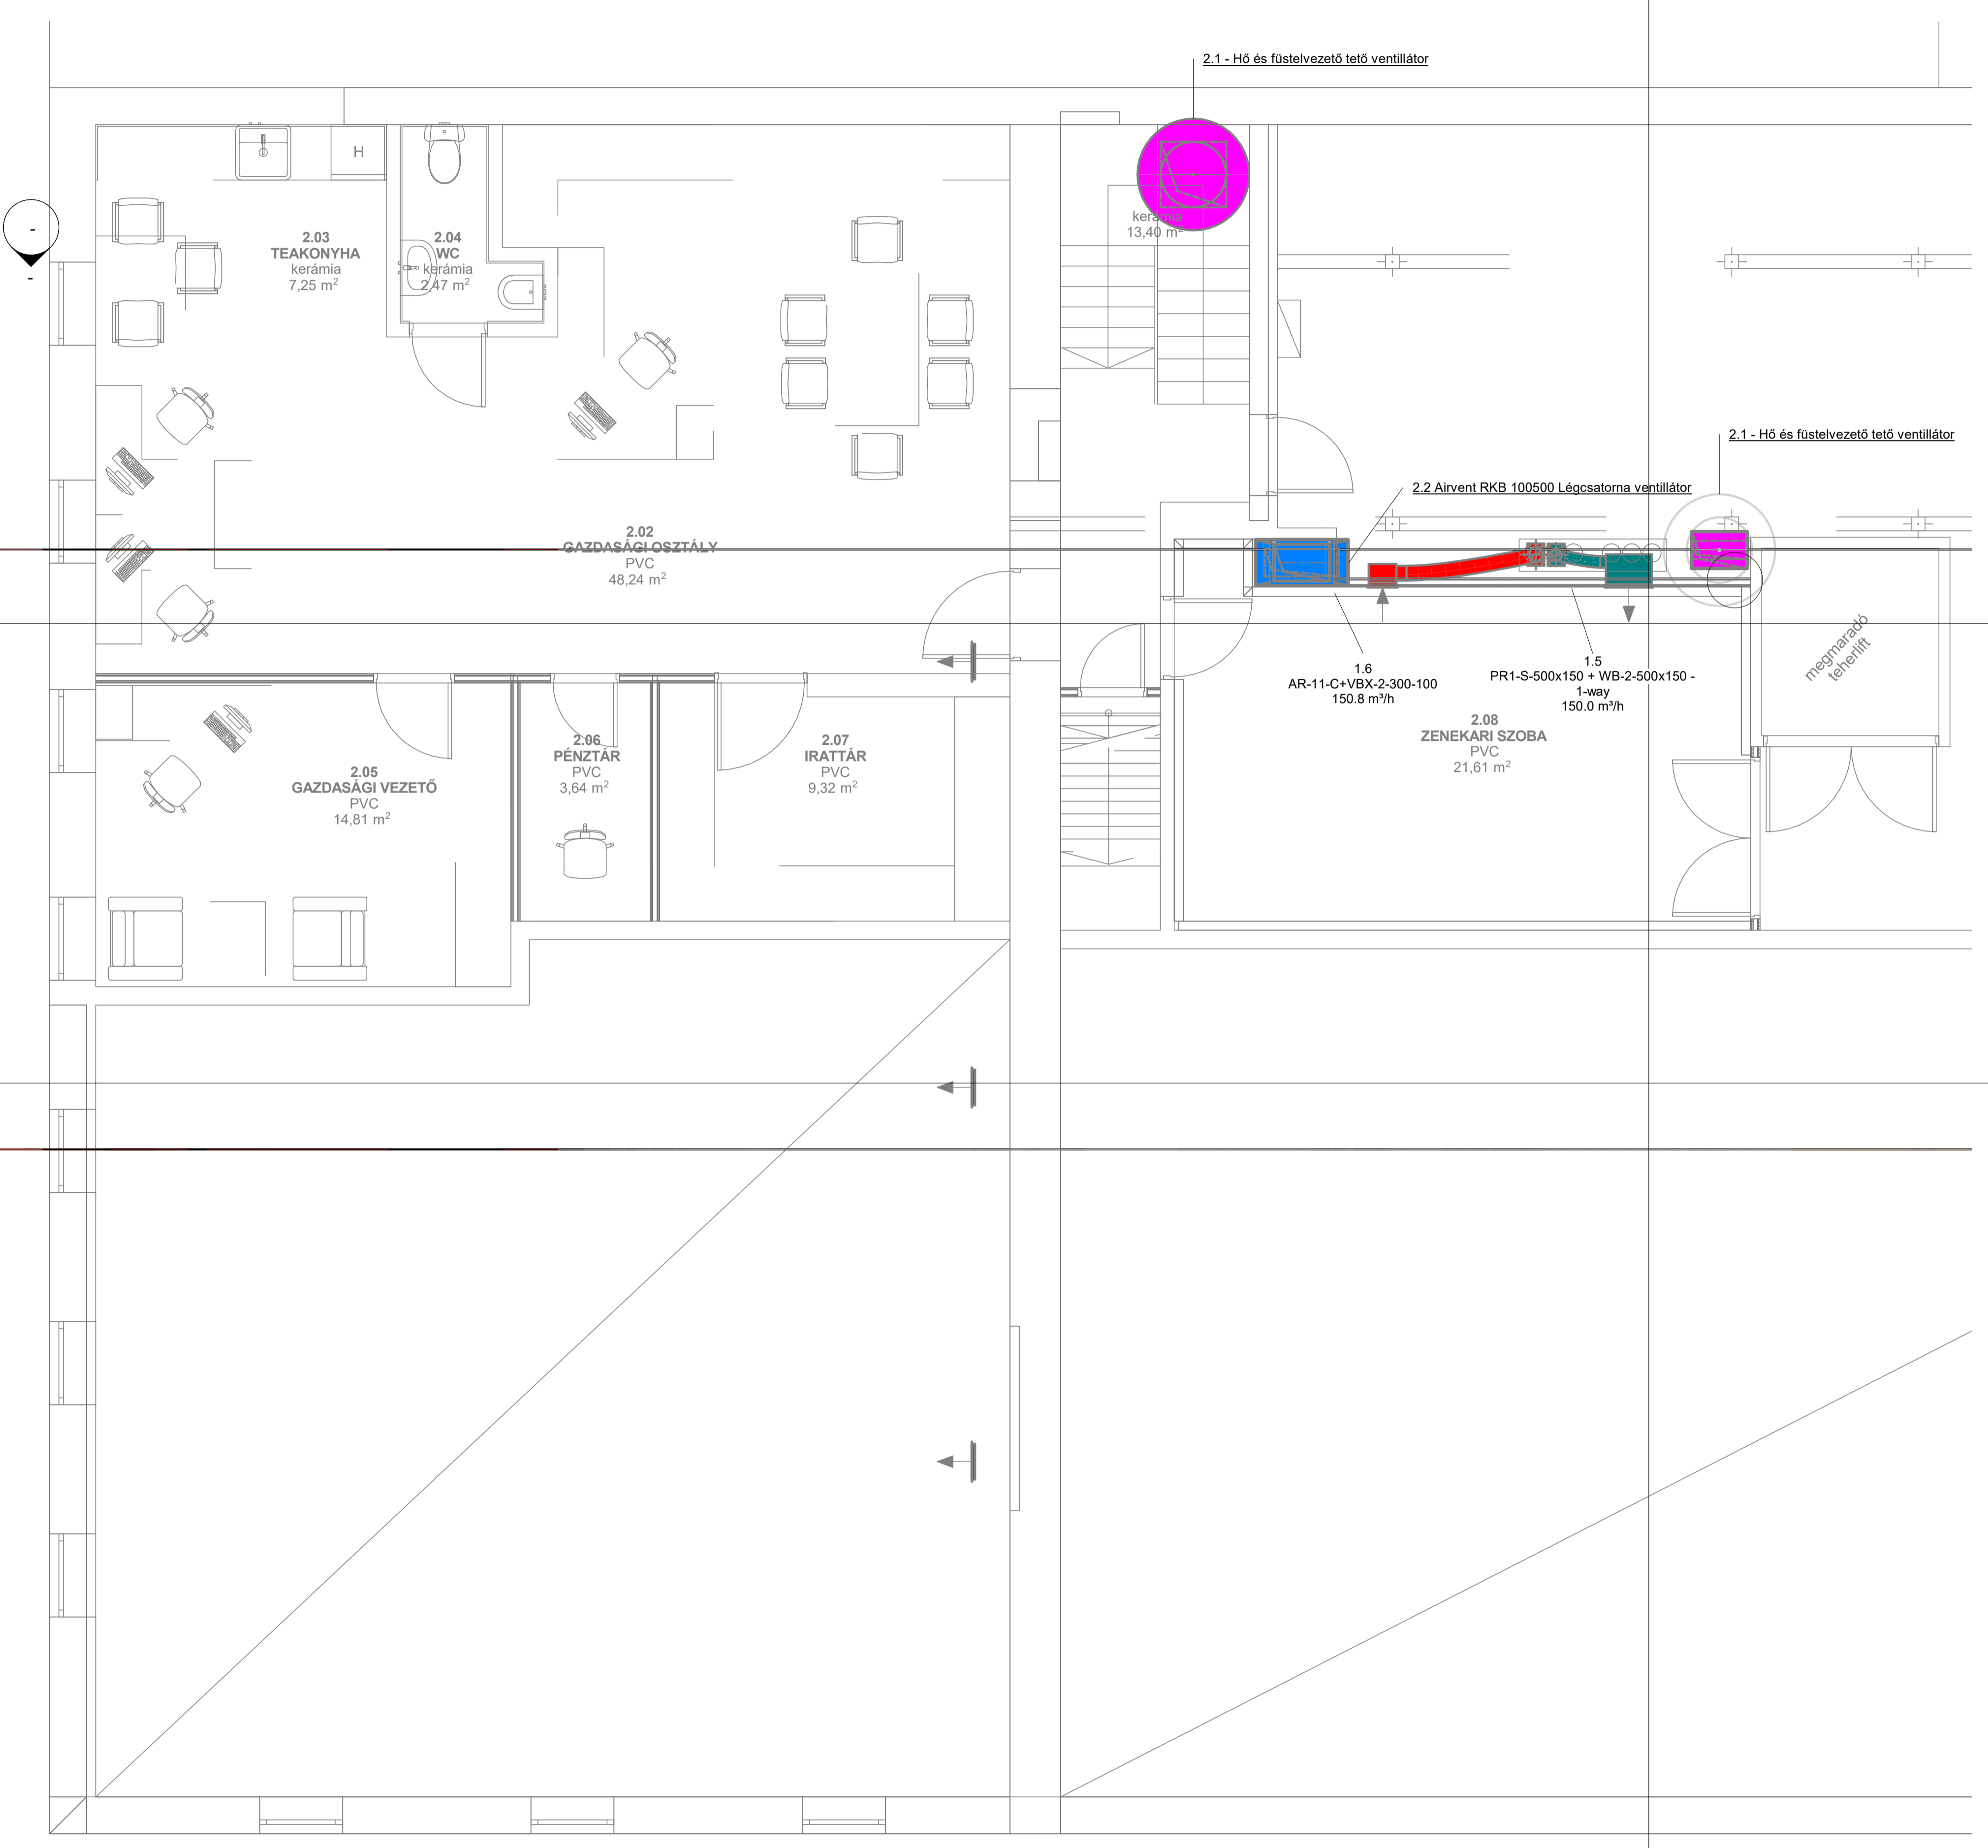 2.1 - Hő és füstelvezető tető ventillátor
H
kerámia
13,40 m²
-
-
2.03
TEAKONYHA
kerámia
7,25 m²
2.04
WC
kerámia
2,47 m²
2.1 - Hő és füstelvezető tető ventillátor
2.2 Airvent RKB 100500 Légcsatorna ventillátor
2.02
GAZDASÁGI OSZTÁLY
PVC
48,24 m²
megmaradó
teherlift
1.6
AR-11-C+VBX-2-300-100
150.8 m³/h
1.5
PR1-S-500x150 + WB-2-500x150 -
1-way
150.0 m³/h
2.08
ZENEKARI SZOBA
PVC
21,61 m²
2.05
GAZDASÁGI VEZETŐ
PVC
14,81 m²
2.06
PÉNZTÁR
PVC
3,64 m²
2.07
IRATTÁR
PVC
9,32 m²